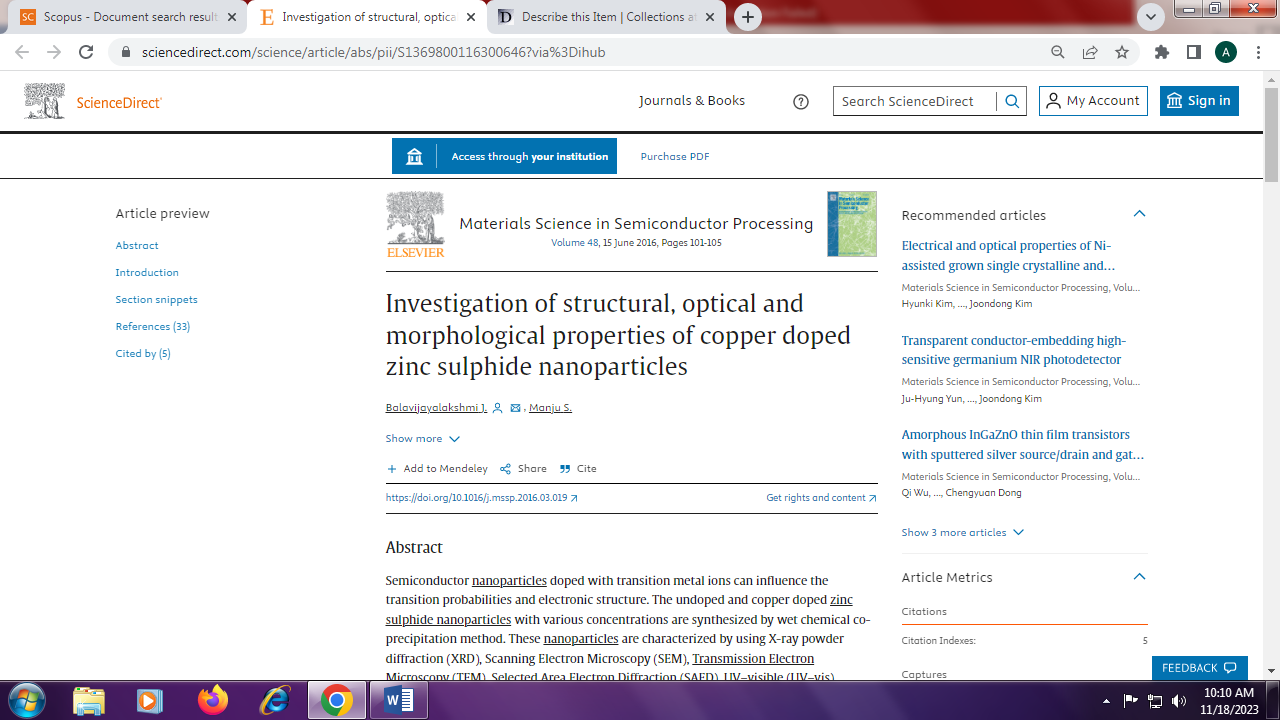 Scopus - Document search result
Investigation of structural, optica
Describe this Item | Collections at
sciencedirect.com/science/article/abs/pii/S1369800116300646?via%3Dihub
A
ScienceDirect
Journals & Books
Search ScienceDirect
My Account
Sign in
Access through your institution
Purchase PDF
Article preview
Abstract
Introduction
Section snippets
References (33)
Cited by (5)
ELSEVIER
Materials Science in Semiconductor Processing
Volume 48, 15 June 2016, Pages 101-105
Investigation of structural, optical and
morphological properties of copper doped
zinc sulphide nanoparticles
Balavijayalakshmi J. , Manju S.
Show more
Add to Mendeley
Share
Cite
https://doi.org/10.1016/j.mssp.2016.03.019
Get rights and content
Abstract
Semiconductor nanoparticles doped with transition metal ions can influence the
transition probabilities and electronic structure. The undoped and copper doped zinc
sulphide nanoparticles with various concentrations are synthesized by wet chemical co-
precipitation method. These nanoparticles are characterized by using X-ray powder
diffraction (XRD), Scanning Electron Microscopy (SEM), Transmission Electron
Microscopy (TEM), Selected Area Electron Diffraction (SAED), UV–visible (UV–vis)
Recommended articles
Electrical and optical properties of Ni-
assisted grown single crystalline and…
Materials Science in Semiconductor Processing, Volu…
Hyunki Kim, …, Joondong Kim
Transparent conductor-embedding high-
sensitive germanium NIR photodetector
Materials Science in Semiconductor Processing, Volu…
Ju-Hyung Yun, …, Joondong Kim
Amorphous InGaZnO thin film transistors
with sputtered silver source/drain and gat…
Materials Science in Semiconductor Processing, Volu…
Qi Wu, …, Chengyuan Dong
Show 3 more articles
Article Metrics
Citations
Citation Indexes: 5
Captures
FEEDBACK
10:10 AM
11/18/2023